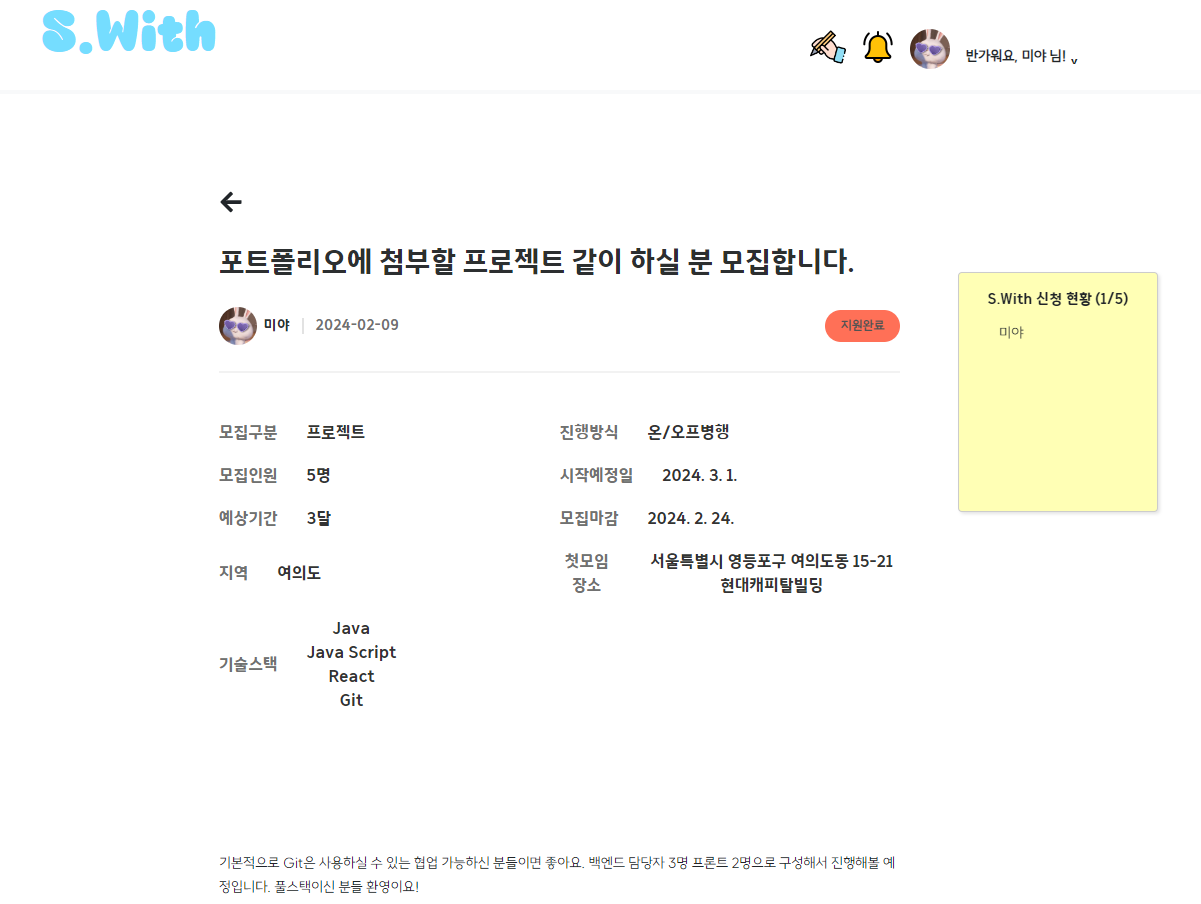 S.With
반가워요, 미야 님! v
포트폴리오에 첨부할 프로젝트 같이 하실 분 모집합니다.
미야 | 2024-02-09
지원완료
S.With 신청 현황 (1/5)
미야
모집구분 프로젝트
진행방식 온/오프병행
모집인원 5명
시작예정일 2024. 3. 1.
예상기간 3달
모집마감 2024. 2. 24.
지역 여의도
첫모임
장소
서울특별시 영등포구 여의도동 15-21
현대캐피탈빌딩
기술스택
Java
Java Script
React
Git
기본적으로 Git은 사용하실 수 있는 협업 가능하신 분들이면 좋아요. 백엔드 담당자 3명 프론트 2명으로 구성해서 진행해볼 예
정입니다. 풀스택이신 분들 환영이요!